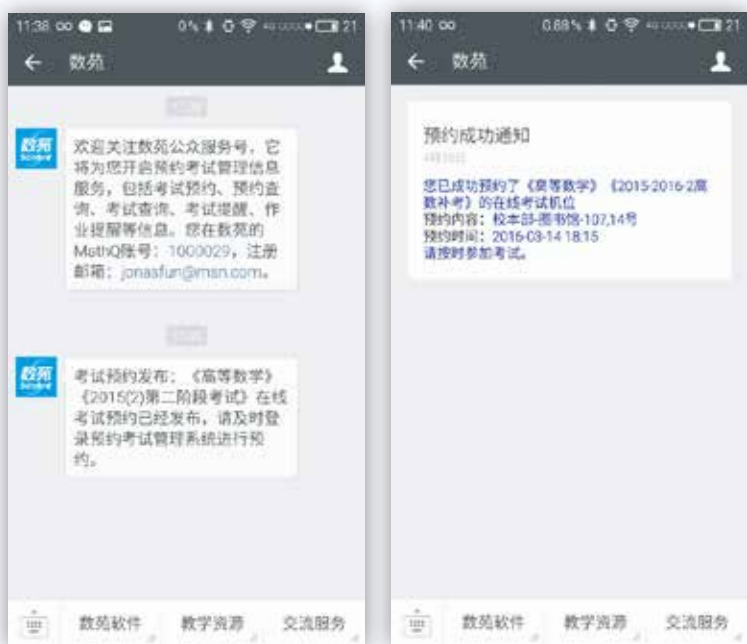 11:38
0%
21
数苑
数苑
欢迎关注数苑公众服务号，它
将为您开启预约考试管理信息
服务，包括考试预约、预约查
询、考试查询、考试提醒、作
业提醒等信息。您在数苑的
MathQ账号：1000029，注册
邮箱：jonasfun@msn.com。
数苑
考试预约发布：《高等数学》
《2015(2)第二阶段考试》在线
考试预约已经发布，请及时登
录预约考试管理系统进行预
约。
数苑软件
教学资源
交流服务
11:40
0.88%
21
数苑
预约成功通知
您已成功预约了《高等数学》《2015-2016-2高
数补考》的在线考试机位
预约内容：校本部-图书馆-107,14号
预约时间：2016-03-14 18:15
请按时参加考试。
数苑软件
教学资源
交流服务